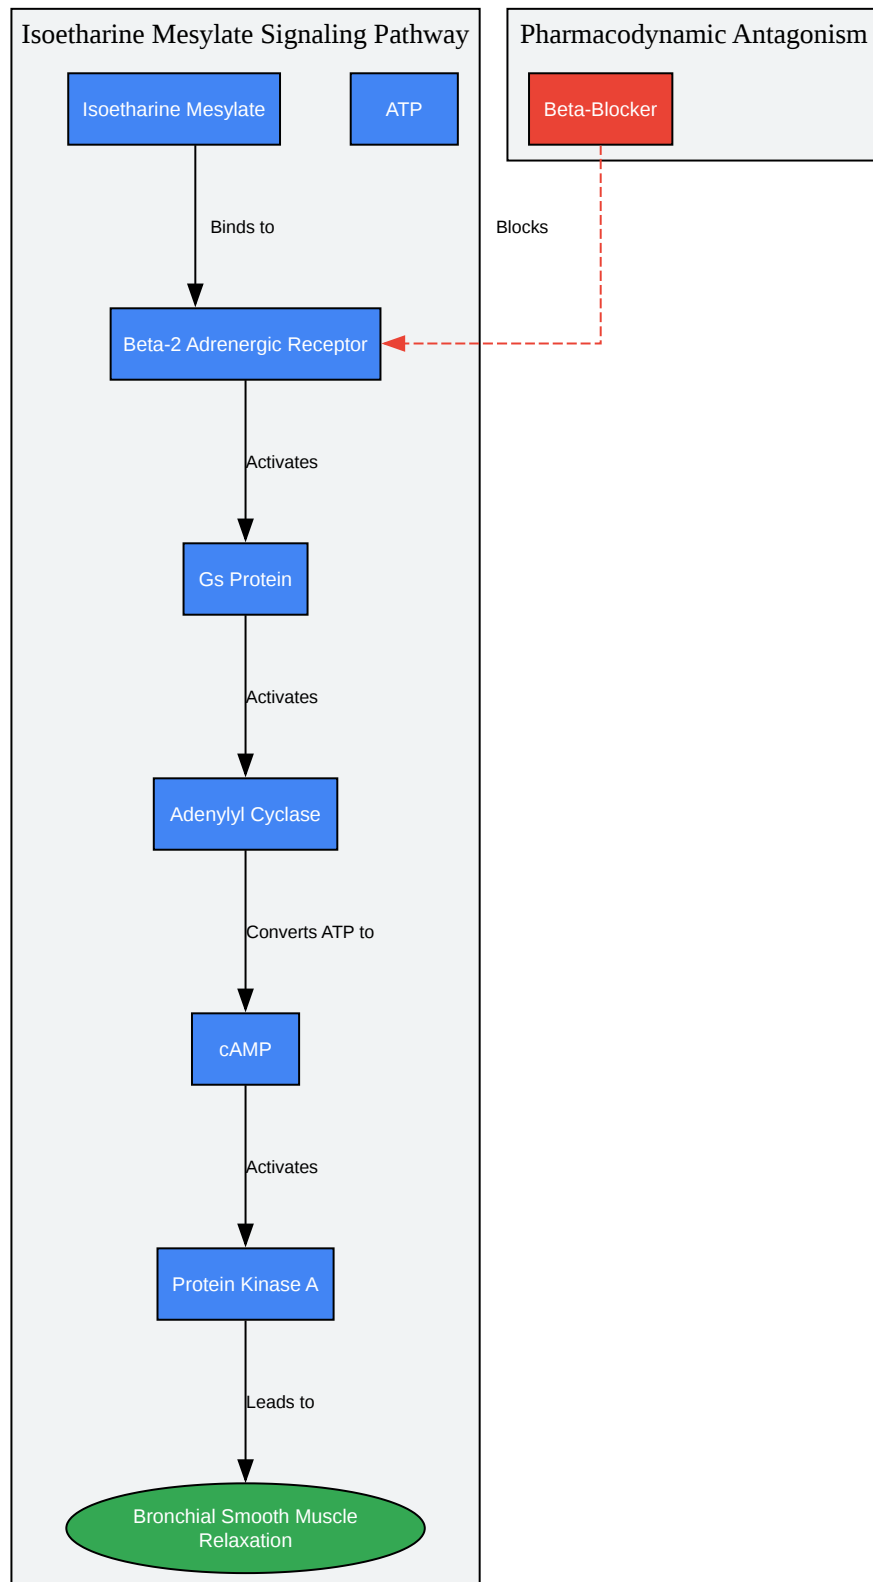 Isoetharine Mesylate Signaling Pathway
Pharmacodynamic Antagonism
Isoetharine Mesylate
ATP
Beta-Blocker
Binds to
Blocks
Beta-2 Adrenergic Receptor
Activates
Gs Protein
Activates
Adenylyl Cyclase
Converts ATP to
cAMP
Activates
Protein Kinase A
Leads to
Bronchial Smooth Muscle
Relaxation